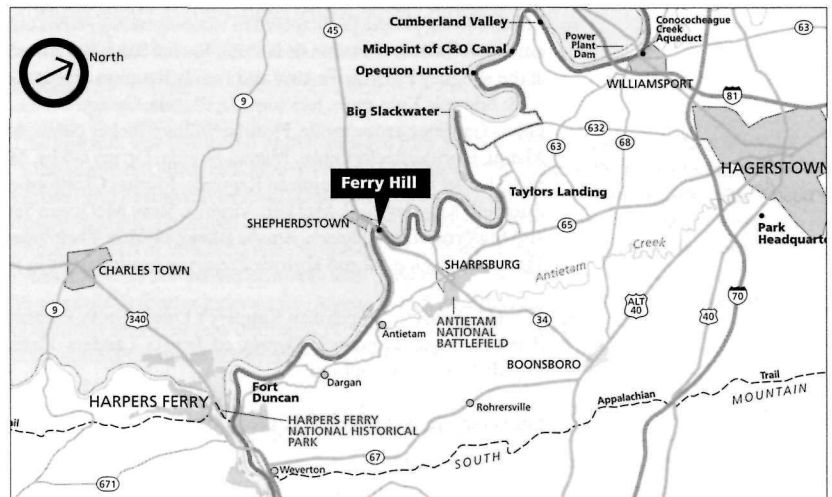 North
45
Cumberland Valley
Midpoint of C&O Canal
Opequon Junction
Power
Plant
Dam
Conococheague
Creek
Aqueduct
63
WILLIAMSPORT
9
Big Slackwater
81
632
63
68
HAGERSTOWN
Ferry Hill
Taylors Landing
SHEPHERDSTOWN
65
Park
Headquarte
Creek
SHARPSBURG
Antietam
CHARLES TOWN
9
340
ALT
40
70
40
ANTIETAM
NATIONAL
BATTLEFIELD
34
Antietam
BOONSBORO
Fort
Duncan
Dargan
Trail
Appalachian
MOUNTAIN
HARPERS FERRY
Rohrersville
ail
HARPERS FERRY
NATIONAL HISTORICAL
PARK
67
SOUTH
Weverton
671